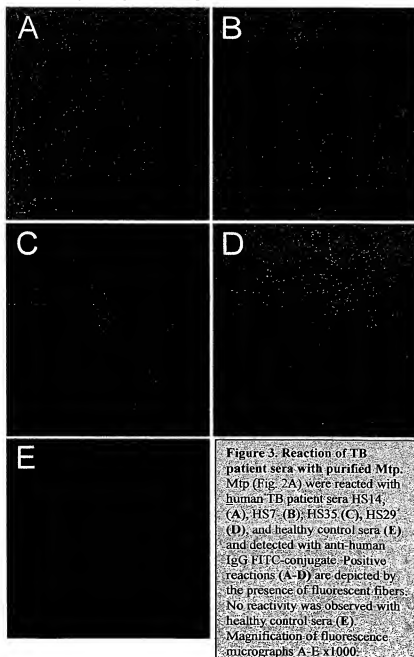 A
B
C
D
E
Figure 3. Reaction of TB
patient sera with purified Mtp.
Mtp (Fig. 2A) were reacted with
human TB patient sera HS14,
(A), HS7 (B); HS35 (C), HS29
(D), and healthy control sera (E)
and detected with anti-human
IgG FITC-conjugate. Positive
reactions (A-D) are depicted by
the presence of fluorescent fibers.
No reactivity was observed with
healthy control sera (E).
Magnification of fluorescence
micrographs A-E x1000.